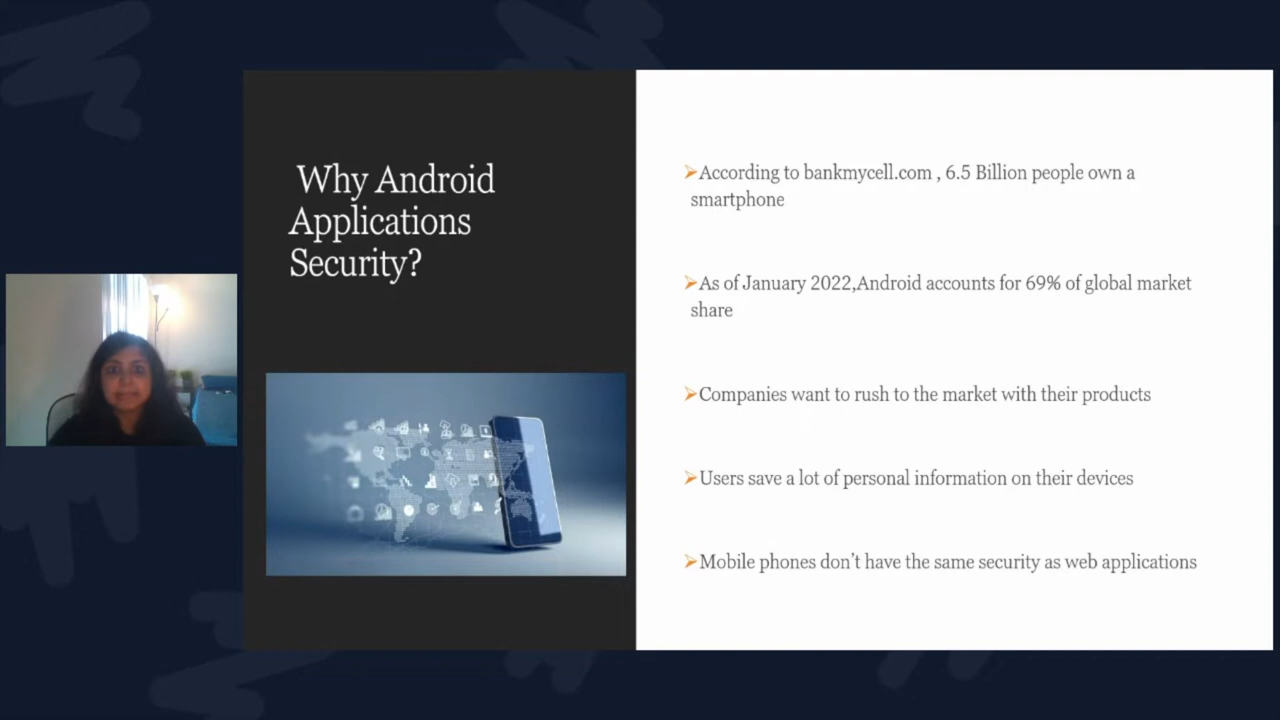 Why Android
Applications
Security?
➢According to bankmycell.com , 6.5 Billion people own a
smartphone
➢As of January 2022,Android accounts for 69% of global market
share
➢Companies want to rush to the market with their products
➢Users save a lot of personal information on their devices
➢Mobile phones don’t have the same security as web applications